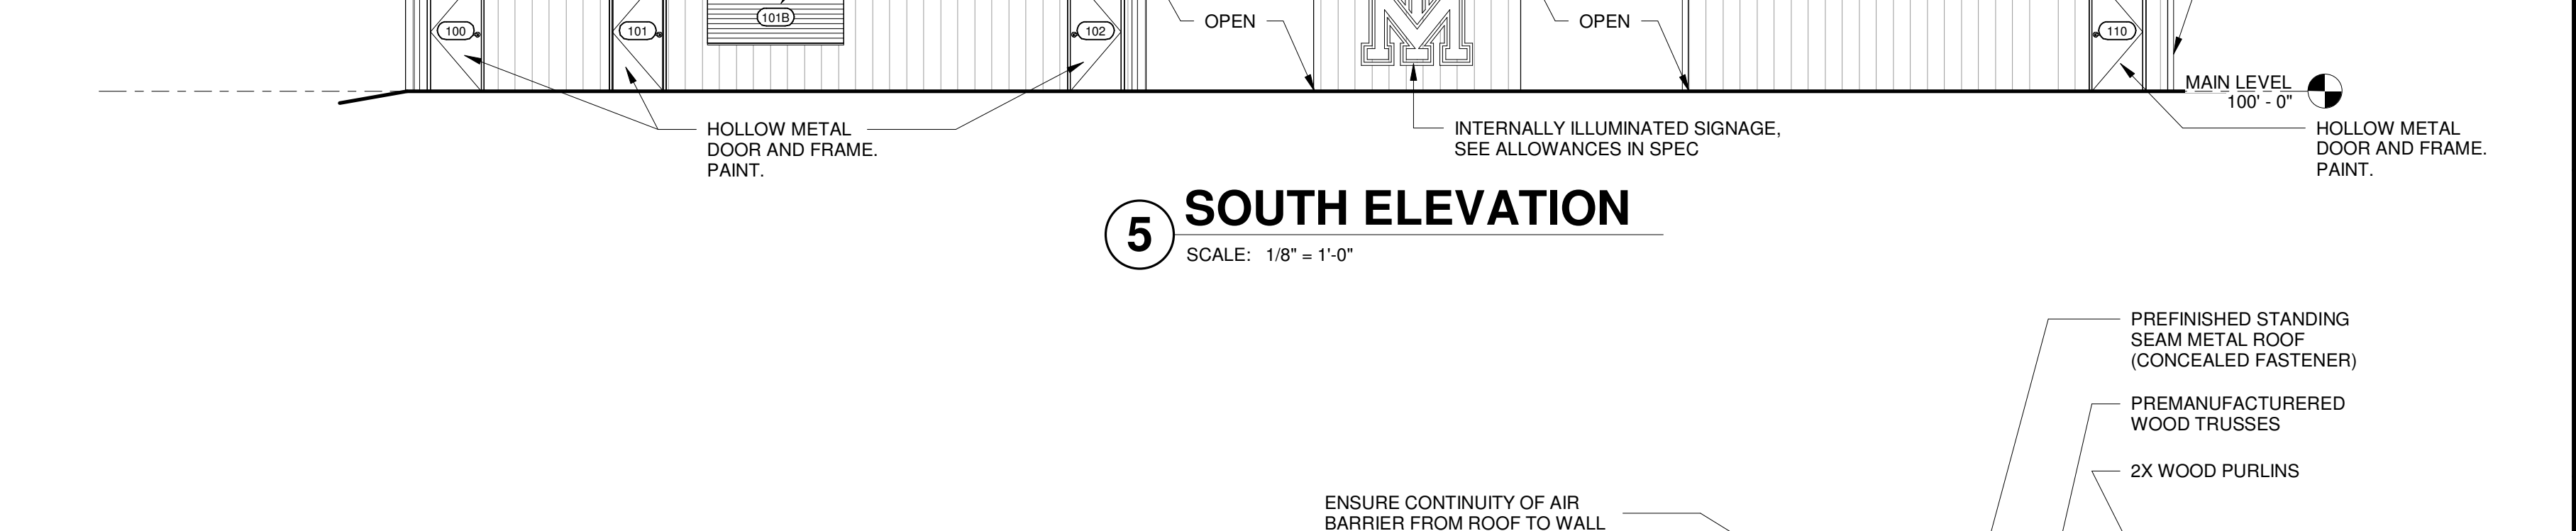 101B
100
101
102
110
OPEN
OPEN
M
MAIN LEVEL
100' - 0"
HOLLOW METAL
DOOR AND FRAME.
PAINT.
INTERNALLY ILLUMINATED SIGNAGE,
SEE ALLOWANCES IN SPEC
HOLLOW METAL
DOOR AND FRAME.
PAINT.
5
SOUTH ELEVATION
SCALE: 1/8" = 1'-0"
PREFINISHED STANDING
SEAM METAL ROOF
(CONCEALED FASTENER)
PREMANUFACTURERED
WOOD TRUSSES
2X WOOD PURLINS
ENSURE CONTINUITY OF AIR
BARRIER FROM ROOF TO WALL